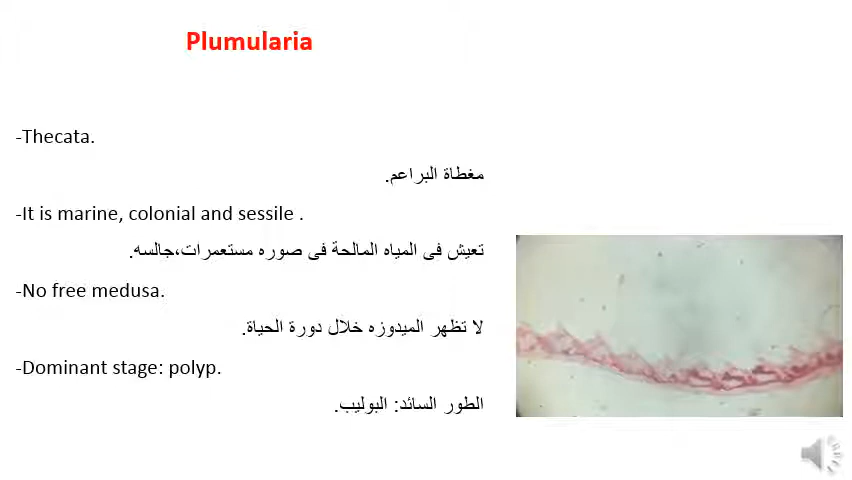 Plumularia
-Thecata.
مغطاة البراعم.
-It is marine, colonial and sessile .
تعيش فى المياه المالحة فى صوره مستعمرات،جالسه.
-No free medusa.
لا تظهر الميدوزه خلال دورة الحياة.
-Dominant stage: polyp.
الطور السائد: البوليب.